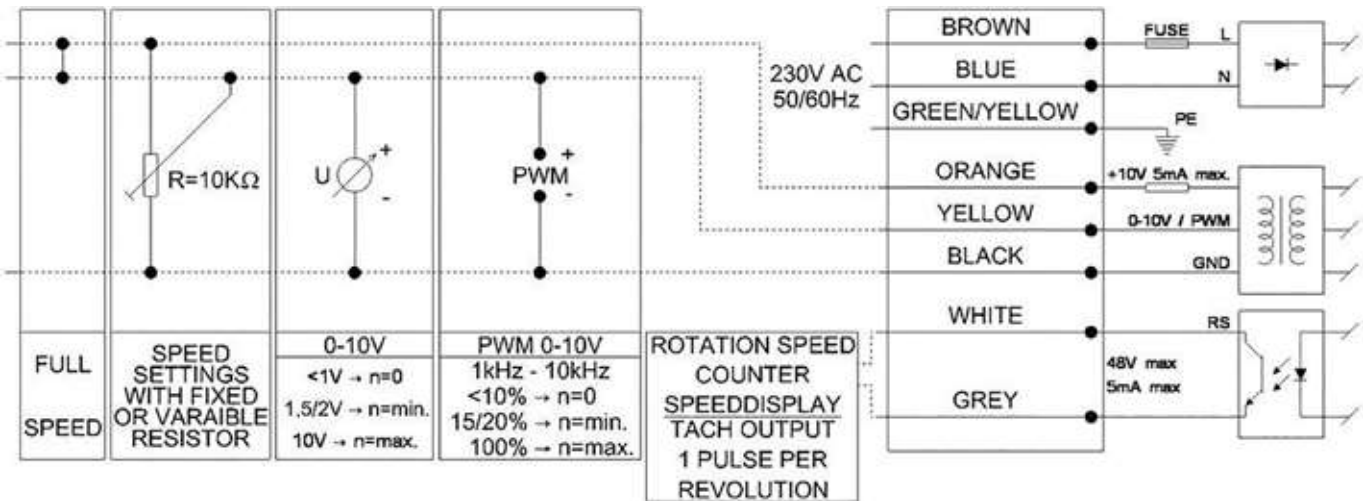 FULL
SPEED
R=10KΩ
SPEED
SETTINGS
WITH FIXED
OR VARAIBLE
RESISTOR
U
+
-
0-10V
<1V → n=0
1.5/2V → n=min.
10V → n=max.
+
PWM
-
PWM 0-10V
1kHz - 10kHz
<10% → n=0
15/20% → n=min.
100% → n=max.
ROTATION SPEED
COUNTER
SPEEDDISPLAY
TACH OUTPUT
1 PULSE PER
REVOLUTION
230V AC
50/60Hz
BROWN
BLUE
GREEN/YELLOW
ORANGE
YELLOW
BLACK
WHITE
GREY
FUSE
L
N
PE
+10V 5mA max.
0-10V / PWM
GND
RS
48V max
5mA max